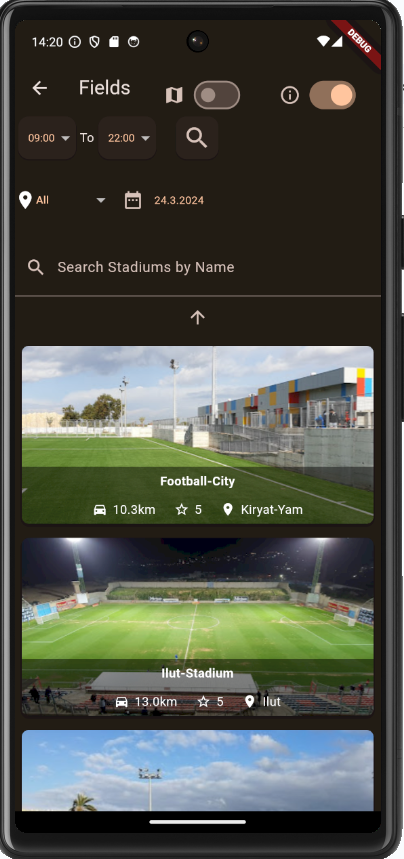 14:20
DEBUG
Fields
09:00 To 22:00
All 24.3.2024
Search Stadiums by Name
Football-City
10.3km 5 Kiryat-Yam
Ilut-Stadium
13.0km 5 Ilut